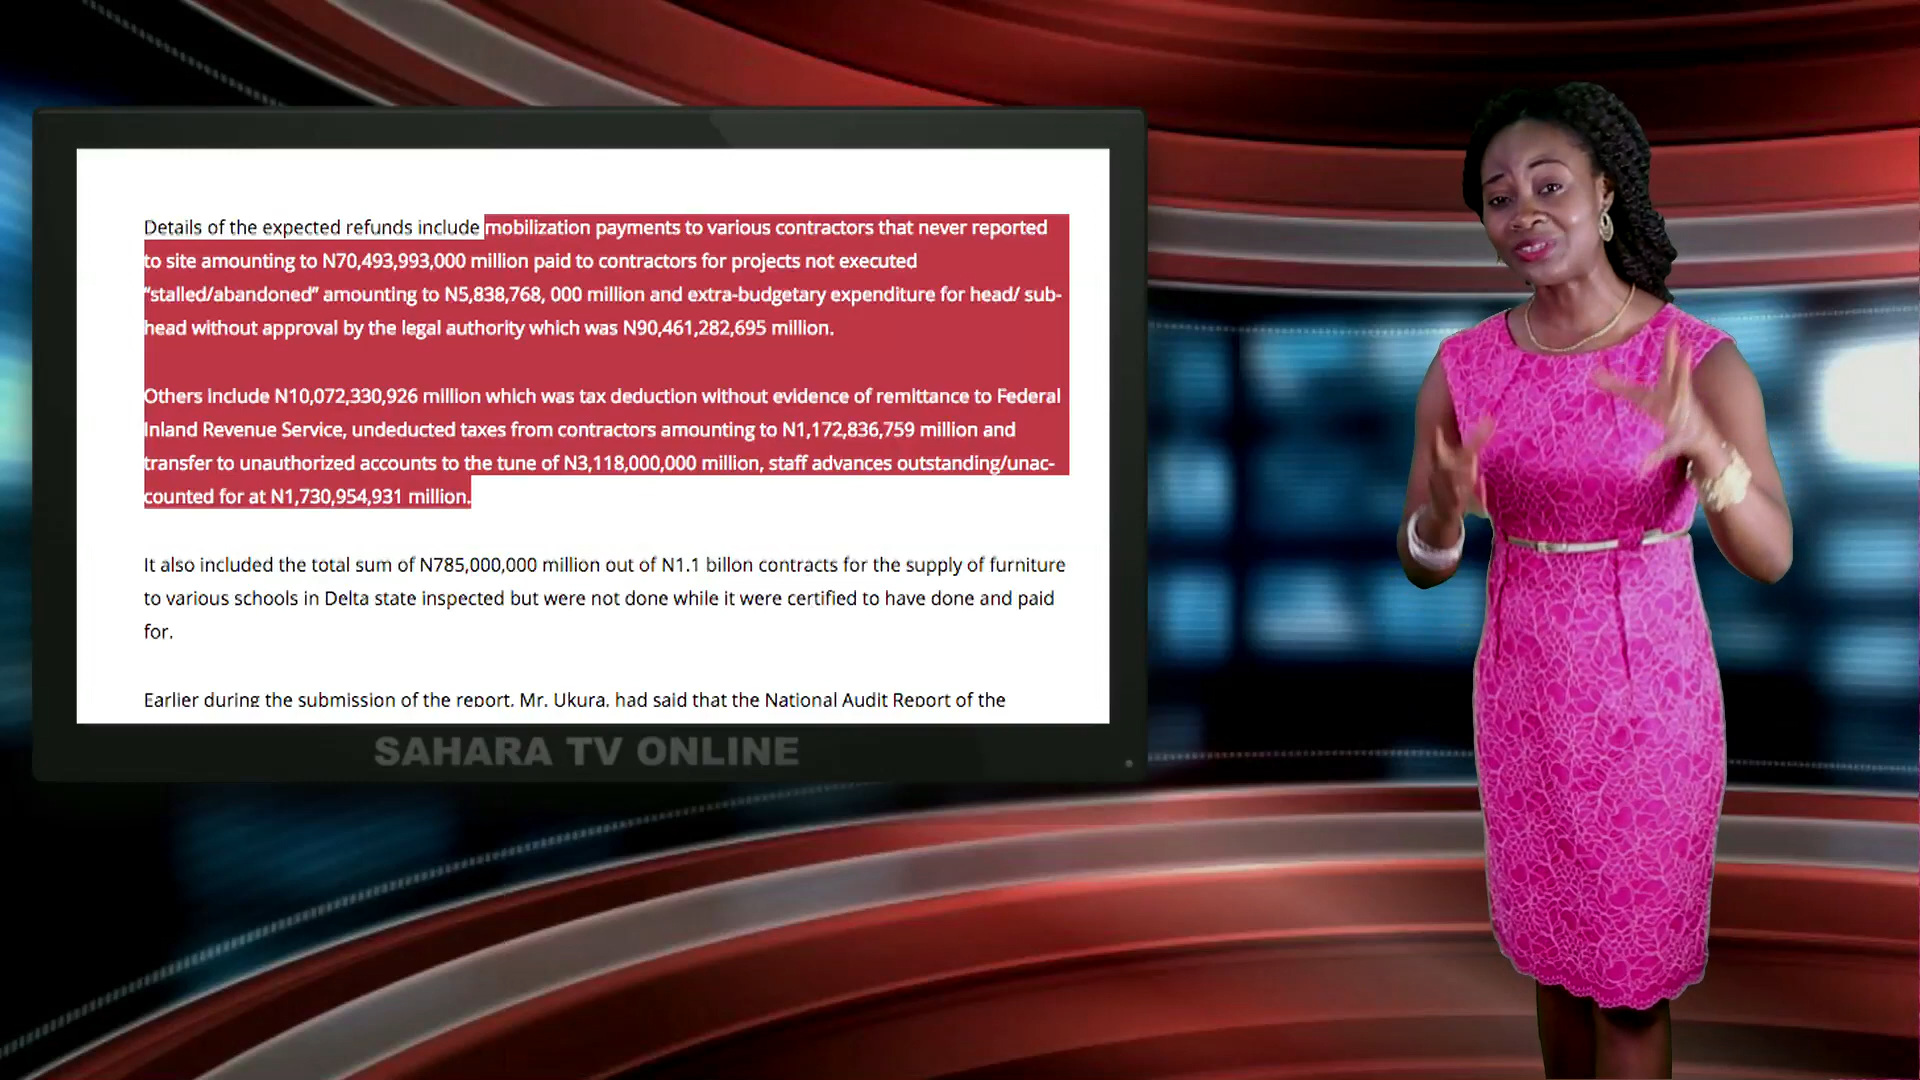 Details of the expected refunds include mobilization payments to various contractors that never reported
to site amounting to N70,493,993,000 million paid to contractors for projects not executed
“stalled/abandoned” amounting to N5,838,768, 000 million and extra-budgetary expenditure for head/ sub-
head without approval by the legal authority which was N90,461,282,695 million.
Others include N10,072,330,926 million which was tax deduction without evidence of remittance to Federal
Inland Revenue Service, undeducted taxes from contractors amounting to N1,172,836,759 million and
transfer to unauthorized accounts to the tune of N3,118,000,000 million, staff advances outstanding/unac-
counted for at N1,730,954,931 million.
It also included the total sum of N785,000,000 million out of N1.1 billon contracts for the supply of furniture
to various schools in Delta state inspected but were not done while it were certified to have done and paid
for.
Earlier during the submission of the report, Mr. Ukura, had said that the National Audit Report of the
SAHARA TV ONLINE